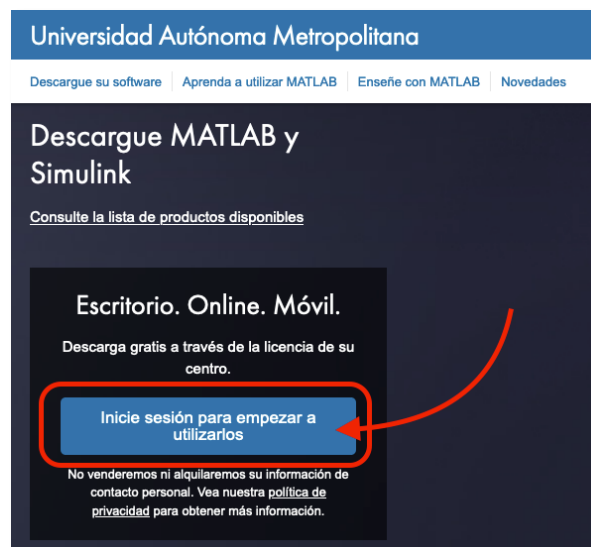 Universidad Autónoma Metropolitana
Descargue su software Aprenda a utilizar MATLAB Enseñe con MATLAB Novedades
Descargue MATLAB y
Simulink
Consulte la lista de productos disponibles
Escritorio. Online. Móvil.
Descarga gratis a través de la licencia de su
centro.
Inicie sesión para empezar a
utilizarlos
No venderemos ni alquilaremos su información de
contacto personal. Vea nuestra política de
privacidad para obtener más información.